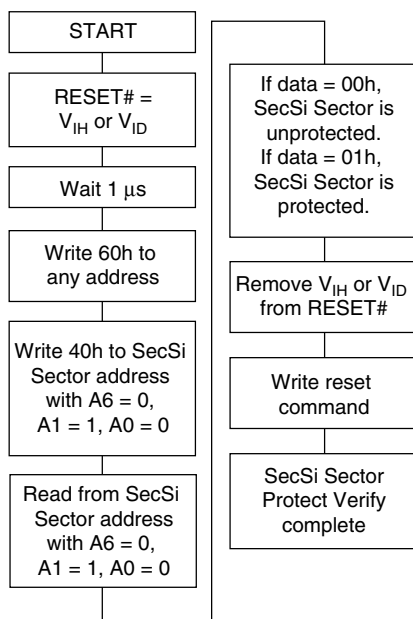 START
RESET# =
VIH or VID
Wait 1 μs
Write 60h to
any address
Write 40h to SecSi
Sector address
with A6 = 0,
A1 = 1, A0 = 0
Read from SecSi
Sector address
with A6 = 0,
A1 = 1, A0 = 0
If data = 00h,
SecSi Sector is
unprotected.
If data = 01h,
SecSi Sector is
protected.
Remove VIH or VID
from RESET#
Write reset
command
SecSi Sector
Protect Verify
complete